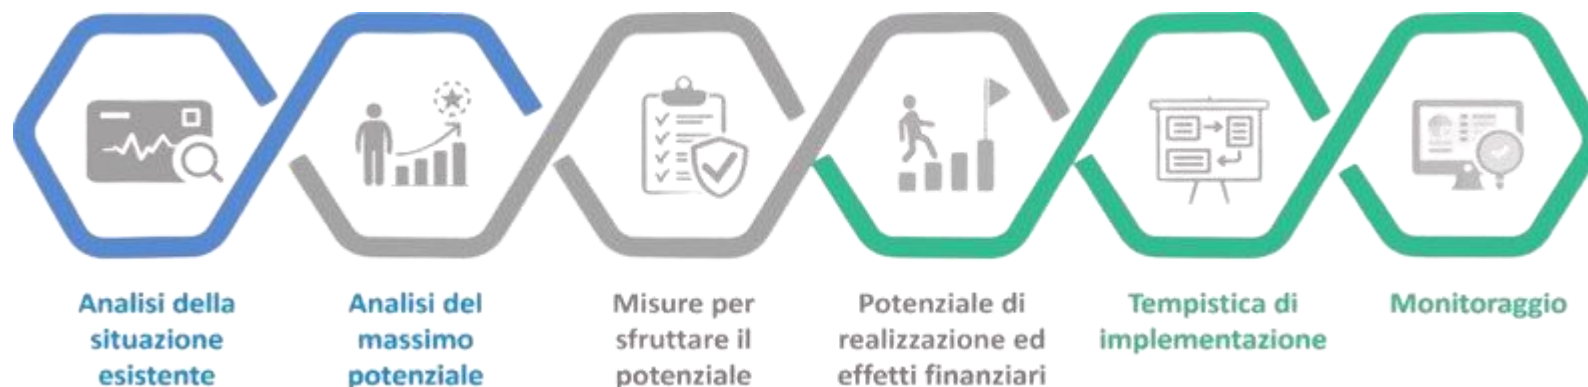 Analisi della
situazione
esistente
Analisi del
massimo
potenziale
Misure per
sfruttare il
potenziale
Potenziale di
realizzazione ed
effetti finanziari
Tempistica di
implementazione
Monitoraggio